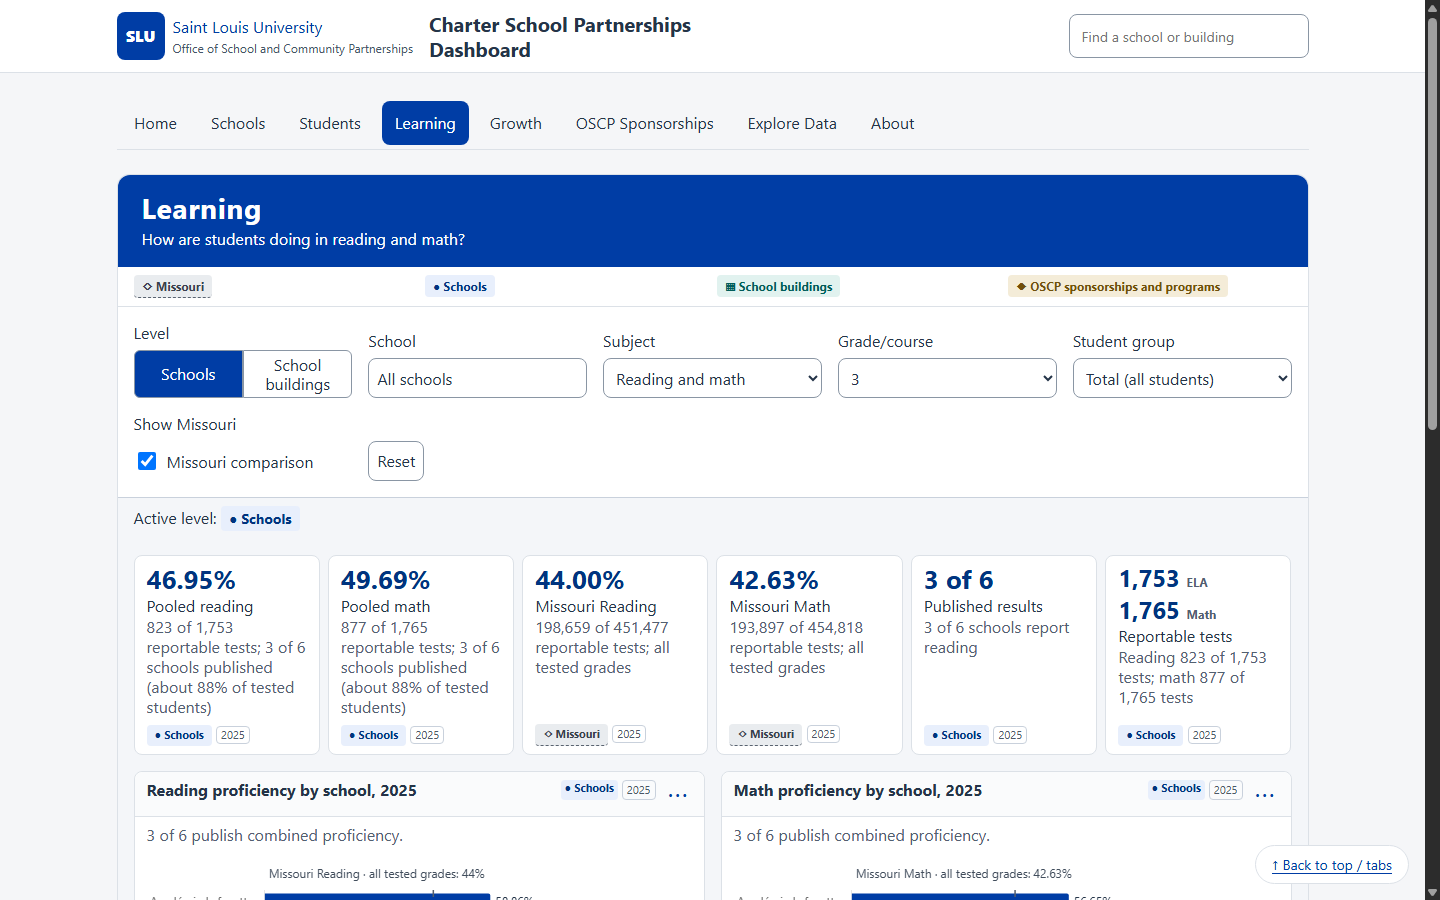 SLU
Saint Louis University
Office of School and Community Partnerships
Charter School Partnerships
Dashboard
Find a school or building
Home
Schools
Students
Learning
Growth
OSCP Sponsorships
Explore Data
About
Learning
How are students doing in reading and math?
Missouri
Schools
School buildings
OSCP sponsorships and programs
Level
Schools
School
buildings
School
All schools
Subject
Reading and math
Grade/course
3
Student group
Total (all students)
Show Missouri
Missouri comparison
Reset
Active level:
Schools
46.95%
Pooled reading
823 of 1,753
reportable tests; 3 of 6
schools published
(about 88% of tested
students)
Schools
2025
49.69%
Pooled math
877 of 1,765
reportable tests; 3 of 6
schools published
(about 88% of tested
students)
Schools
2025
44.00%
Missouri Reading
198,659 of 451,477
reportable tests; all
tested grades
Missouri
2025
42.63%
Missouri Math
193,897 of 454,818
reportable tests; all
tested grades
Missouri
2025
3 of 6
Published results
3 of 6 schools report
reading
Schools
2025
1,753 ELA
1,765 Math
Reportable tests
Reading 823 of 1,753
tests; math 877 of
1,765 tests
Schools
2025
Reading proficiency by school, 2025
Schools
2025
...
3 of 6 publish combined proficiency.
Missouri Reading · all tested grades: 44%
Math proficiency by school, 2025
Schools
2025
...
3 of 6 publish combined proficiency.
Missouri Math · all tested grades: 42.63%
↑ Back to top / tabs